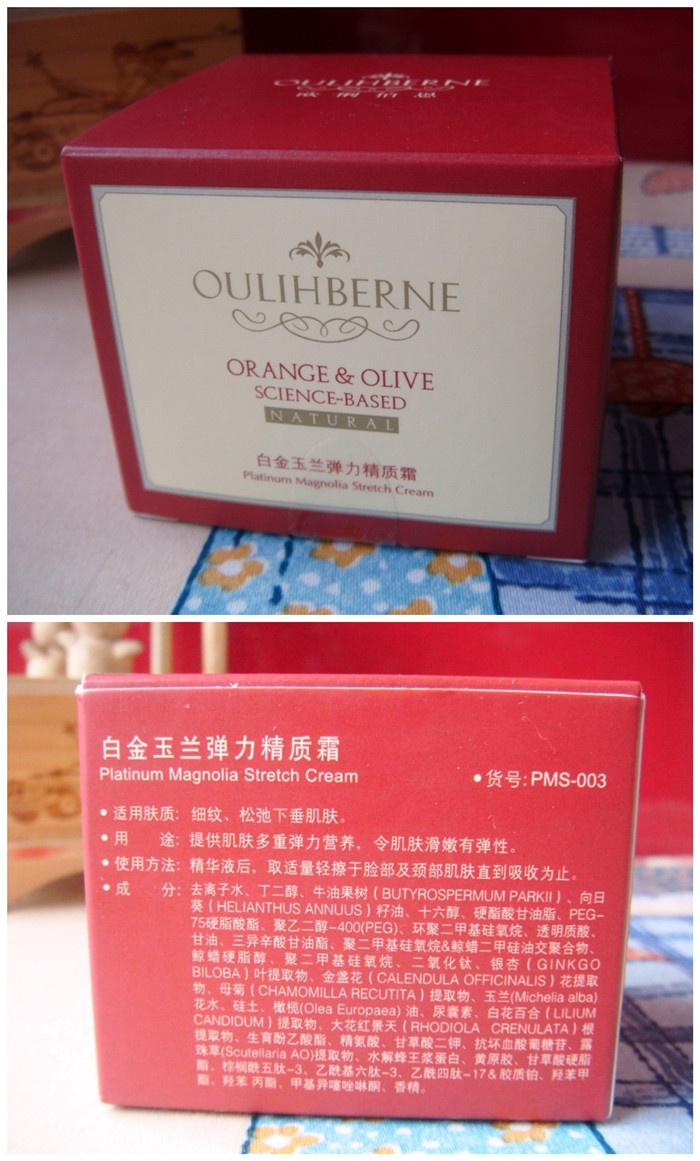 OULIHBERNE
OULIHBERNE
ORANGE & OLIVE
SCIENCE-BASED
NATURAL
白金玉兰弹力精质霜
Platinum Magnolia Stretch Cream
白金玉兰弹力精质霜
Platinum Magnolia Stretch Cream
•货号:PMS-003
•适用肤质: 细纹、松弛下垂肌肤。
•用 途: 提供肌肤多重弹力营养，令肌肤滑嫩有弹性。
•使用方法: 精华液后，取适量轻擦于脸部及颈部肌肤直到吸收为止。
•成 分: 去离子水、丁二醇、牛油果树（BUTYROSPERMUM PARKII）、向日
葵（HELIANTHUS ANNUUS）籽油、十六醇、硬酯酸甘油脂、PEG-
75硬脂酸酯、聚乙二醇-400(PEG)、环聚二甲基硅氧烷、透明质酸、
甘油、三异辛酸甘油酯、聚二甲基硅氧烷&鲸蜡二甲硅油交聚合物、
鲸蜡硬脂醇、聚二甲基硅氧烷、二氧化钛、银杏（GINKGO
BILOBA）叶提取物、金盏花（CALENDULA OFFICINALIS）花提取
物、母菊（CHAMOMILLA RECUTITA）提取物、玉兰(Michelia alba)
花水、硅土、橄榄(Olea Europaea) 油、尿囊素、白花百合（LILIUM
CANDIDUM）提取物、大花红景天（RHODIOLA CRENULATA）根
提取物、生育酚乙酸酯、精氨酸、甘草酸二钾、抗坏血酸葡糖苷、露
珠草(Scutellaria AO)提取物、水解蜂王浆蛋白、黄原胶、甘草酸硬脂
酯、棕榈酰五肽-3、乙酰基六肽-3、乙酰四肽-17&胶质铂、羟苯甲
酯、羟苯丙酯、甲基异噻唑啉酮、香精。